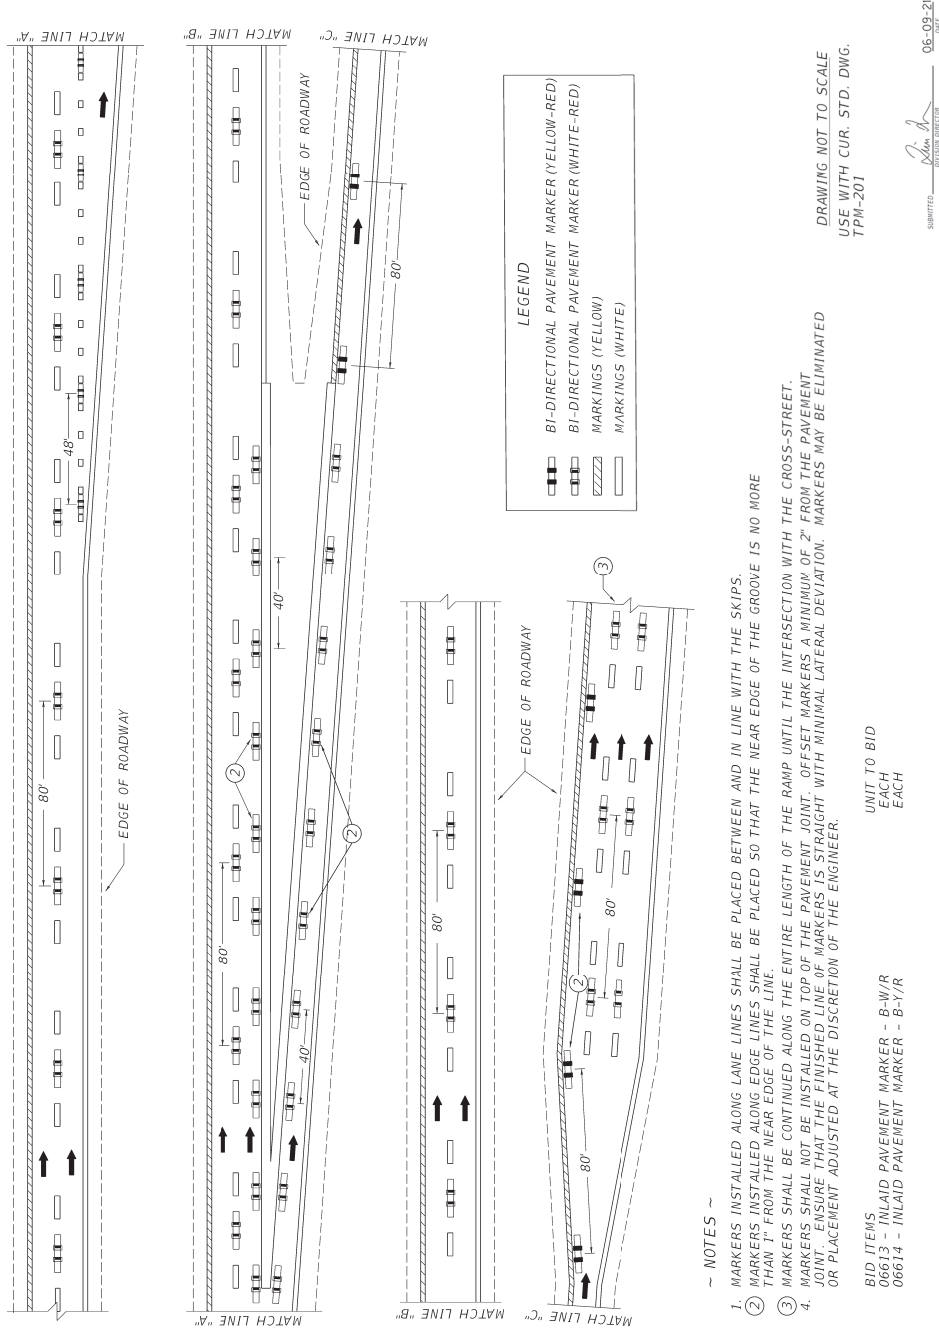 MATCH LINE "A"
48'
80'
EDGE OF ROADWAY
MATCH LINE "B"
MATCH LINE "C"
EDGE OF ROADWAY
80'
40'
2
2
80'
40'
MATCH LINE "A"
EDGE OF ROADWAY
80'
MATCH LINE "B"
3
2
80'
80'
MATCH LINE "C"
LEGEND
BI-DIRECTIONAL PAVEMENT MARKER (YELLOW-RED)
BI-DIRECTIONAL PAVEMENT MARKER (WHITE-RED)
MARKINGS (YELLOW)
MARKINGS (WHITE)
~ NOTES ~
1. MARKERS INSTALLED ALONG LANE LINES SHALL BE PLACED BETWEEN AND IN LINE WITH THE SKIPS.
2 MARKERS INSTALLED ALONG EDGE LINES SHALL BE PLACED SO THAT THE NEAR EDGE OF THE GROOVE IS NO MORE
THAN 1" FROM THE NEAR EDGE OF THE LINE.
3 MARKERS SHALL BE CONTINUED ALONG THE ENTIRE LENGTH OF THE RAMP UNTIL THE INTERSECTION WITH THE CROSS-STREET.
4. MARKERS SHALL NOT BE INSTALLED ON TOP OF THE PAVEMENT JOINT. OFFSET MARKERS A MINIMUM OF 2" FROM THE PAVEMENT
JOINT. ENSURE THAT THE FINISHED LINE OF MARKERS IS STRAIGHT WITH MINIMAL LATERAL DEVIATION. MARKERS MAY BE ELIMINATED
OR PLACEMENT ADJUSTED AT THE DISCRETION OF THE ENGINEER.
BID ITEMS UNIT TO BID
06613 - INLAID PAVEMENT MARKER - B-W/R EACH
06614 - INLAID PAVEMENT MARKER - B-Y/R EACH
DRAWING NOT TO SCALE
USE WITH CUR. STD. DWG.
TPM-201
SUBMITTED 06-09-21
DIVISION DIRECTOR DATE